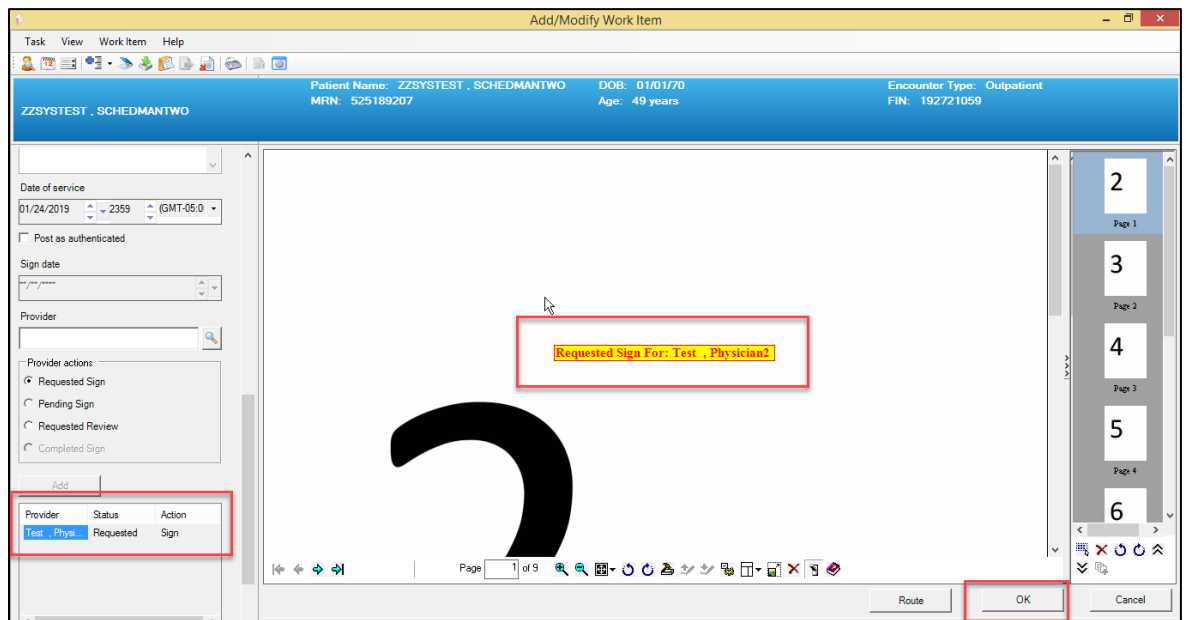 Add/Modify Work Item
Task View Work Item Help
ZZSYSTEST , SCHEDMANTWO
Patient Name: ZZSYSTEST , SCHEDMANTWO DOB: 01/01/70 Encounter Type: Outpatient
MRN: 525189207 Age: 49 years FIN: 192721059
Date of service
01/24/2019 2359 (GMT-05:0
Post as authenticated
Sign date
**/**/****
Provider
Provider actions
Requested Sign
Pending Sign
Requested Review
Completed Sign
Add
Provider Status Action
Test , Physi... Requested Sign
Requested Sign For: Test , Physician2
2
Page 1
3
Page 2
4
Page 3
5
Page 4
6
Page 1 of 9
Route OK Cancel